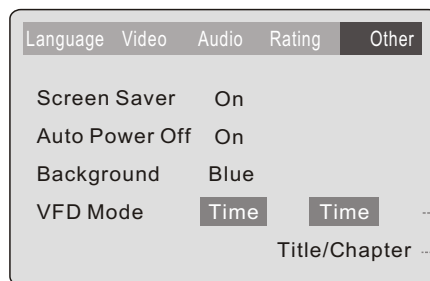 Language Video Audio Rating Other
Screen Saver On
Auto Power Off On
Background Blue
VFD Mode Time Time
Title/Chapter